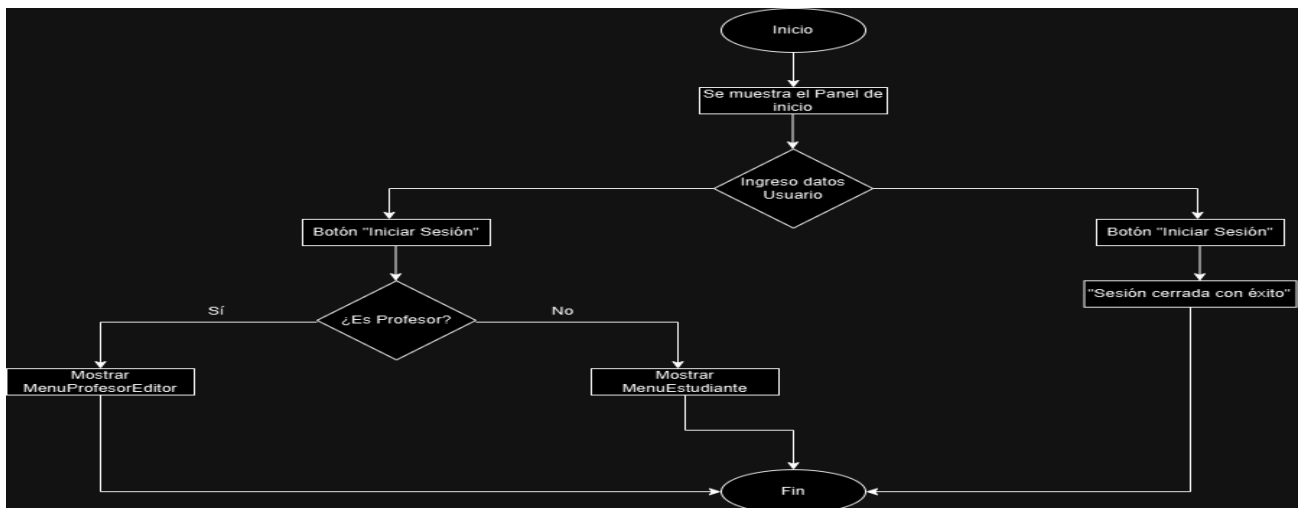 Inicio
Se muestra el Panel de
inicio
Ingreso datos
Usuario
Botón "Iniciar Sesión"
Botón "Iniciar Sesión"
"Sesión cerrada con éxito"
Sí
¿Es Profesor?
No
Mostrar
MenuProfesorEditor
Mostrar
MenuEstudiante
Fin